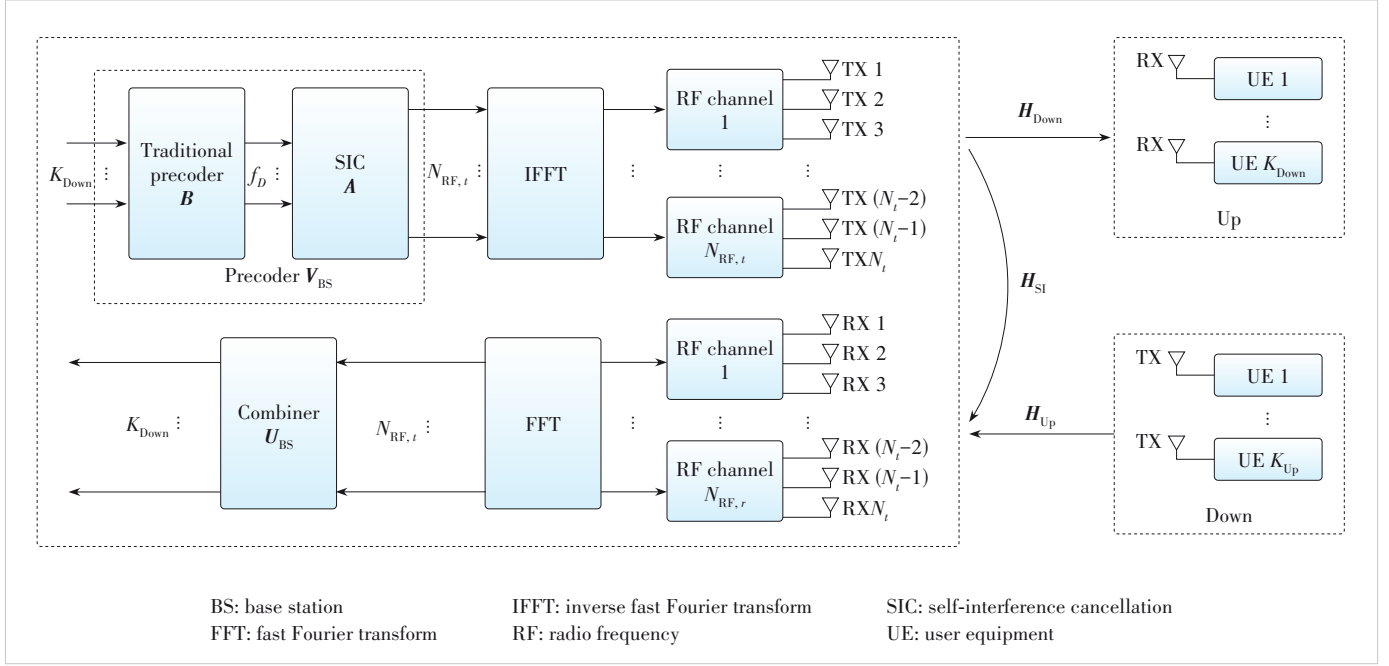 K_Down
⋮
Traditional
precoder
B
f_D
⋮
SIC
A
Precoder V_BS
N_RF, t
⋮
IFFT
⋮
RF channel
1
⋮
RF channel
N_RF, t
TX 1
TX 2
TX 3
⋮
TX (N_t−2)
TX (N_t−1)
TXN_t
K_Down
⋮
Combiner
U_BS
N_RF, t
⋮
FFT
⋮
RF channel
1
⋮
RF channel
N_RF, r
RX 1
RX 2
RX 3
⋮
RX (N_t−2)
RX (N_t−1)
RXN_t
H_Down
H_SI
H_Up
RX
UE 1
⋮
RX
UE K_Down
Up
TX
UE 1
⋮
TX
UE K_Up
Down
BS: base station
IFFT: inverse fast Fourier transform
SIC: self-interference cancellation
FFT: fast Fourier transform
RF: radio frequency
UE: user equipment